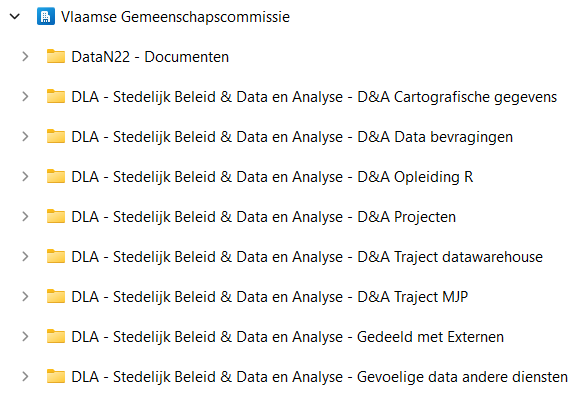 Vlaamse Gemeenschapscommissie
DataN22 - Documenten
DLA - Stedelijk Beleid & Data en Analyse - D&A Cartografische gegevens
DLA - Stedelijk Beleid & Data en Analyse - D&A Data bevragingen
DLA - Stedelijk Beleid & Data en Analyse - D&A Opleiding R
DLA - Stedelijk Beleid & Data en Analyse - D&A Projecten
DLA - Stedelijk Beleid & Data en Analyse - D&A Traject datawarehouse
DLA - Stedelijk Beleid & Data en Analyse - D&A Traject MJP
DLA - Stedelijk Beleid & Data en Analyse - Gedeeld met Externen
DLA - Stedelijk Beleid & Data en Analyse - Gevoelige data andere diensten